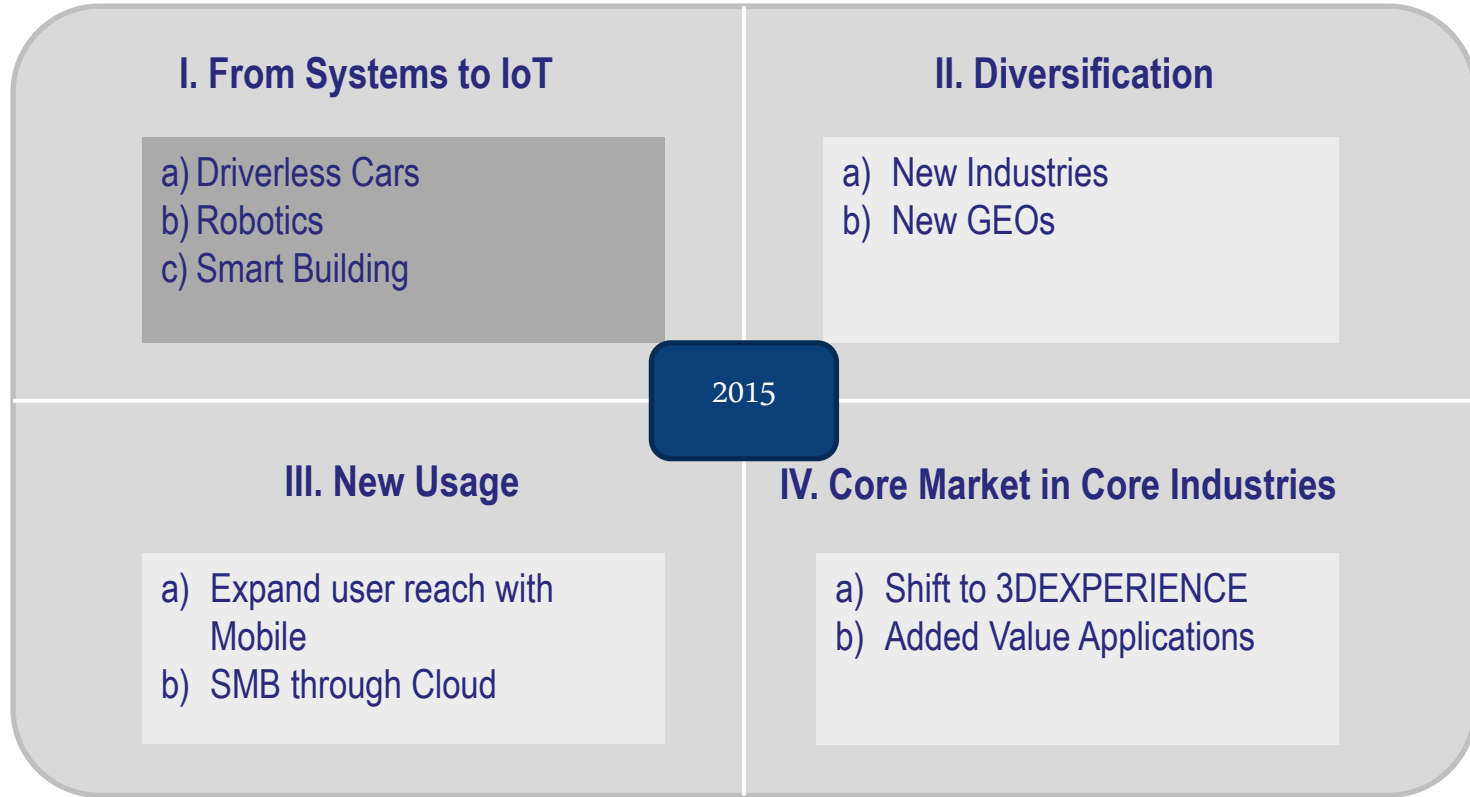 I. From Systems to IoT
a) Driverless Cars
b) Robotics
c) Smart Building
II. Diversification
a) New Industries
b) New GEOs
2015
III. New Usage
a) Expand user reach with
Mobile
b) SMB through Cloud
IV. Core Market in Core Industries
a) Shift to 3DEXPERIENCE
b) Added Value Applications